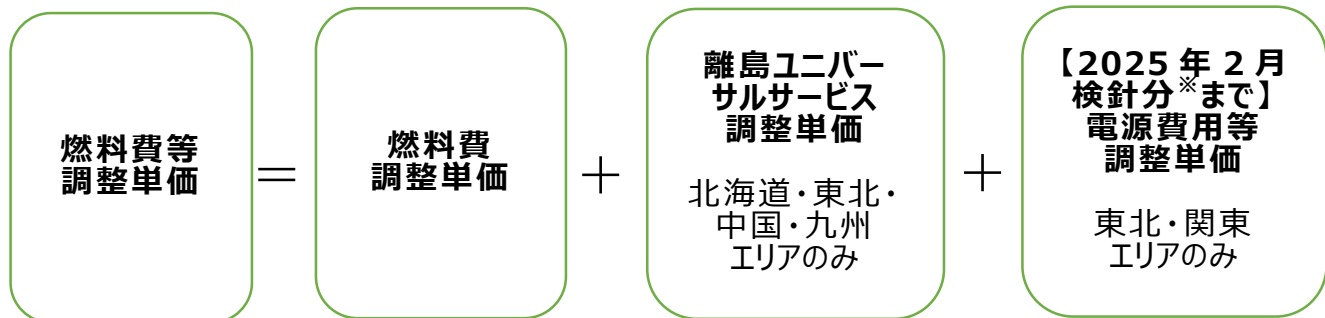 燃料費等
調整単価
＝
燃料費
調整単価
＋
離島ユニバー
サルサービス
調整単価
北海道・東北・
中国・九州
エリアのみ
＋
【2025年2月
検針分※まで】
電源費用等
調整単価
東北・関東
エリアのみ